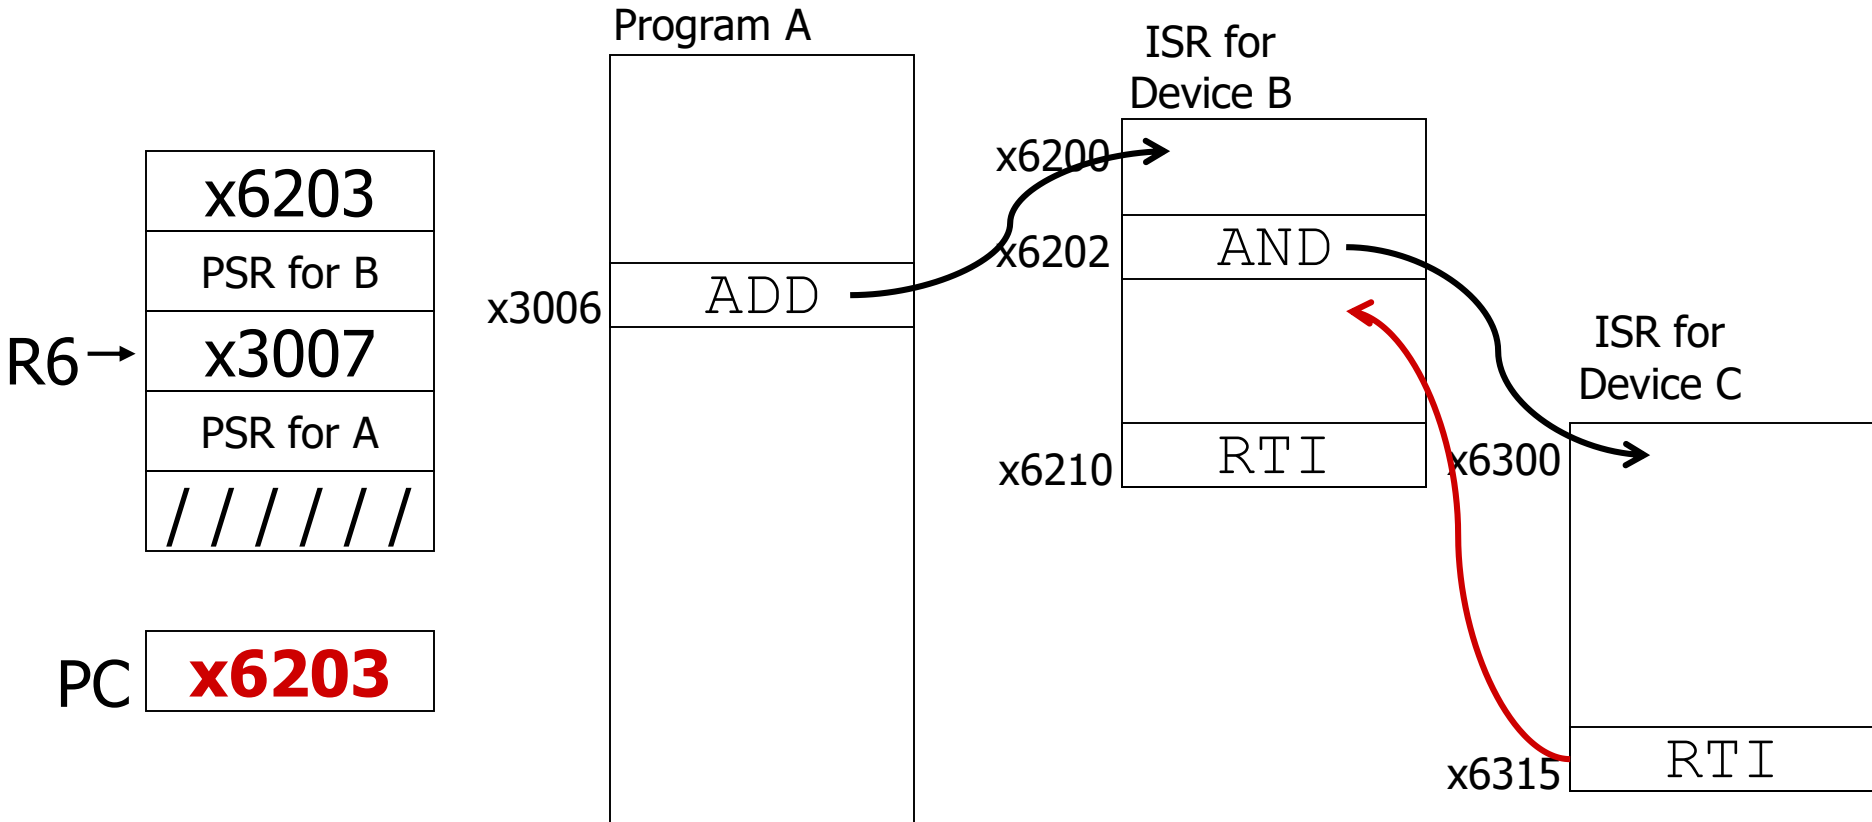 Program A
ISR for
Device B
x6203
PSR for B
R6
x3007
PSR for A
//////
PC
x6203
x3006
ADD
x6200
x6202
AND
x6210
RTI
ISR for
Device C
x6300
x6315
RTI